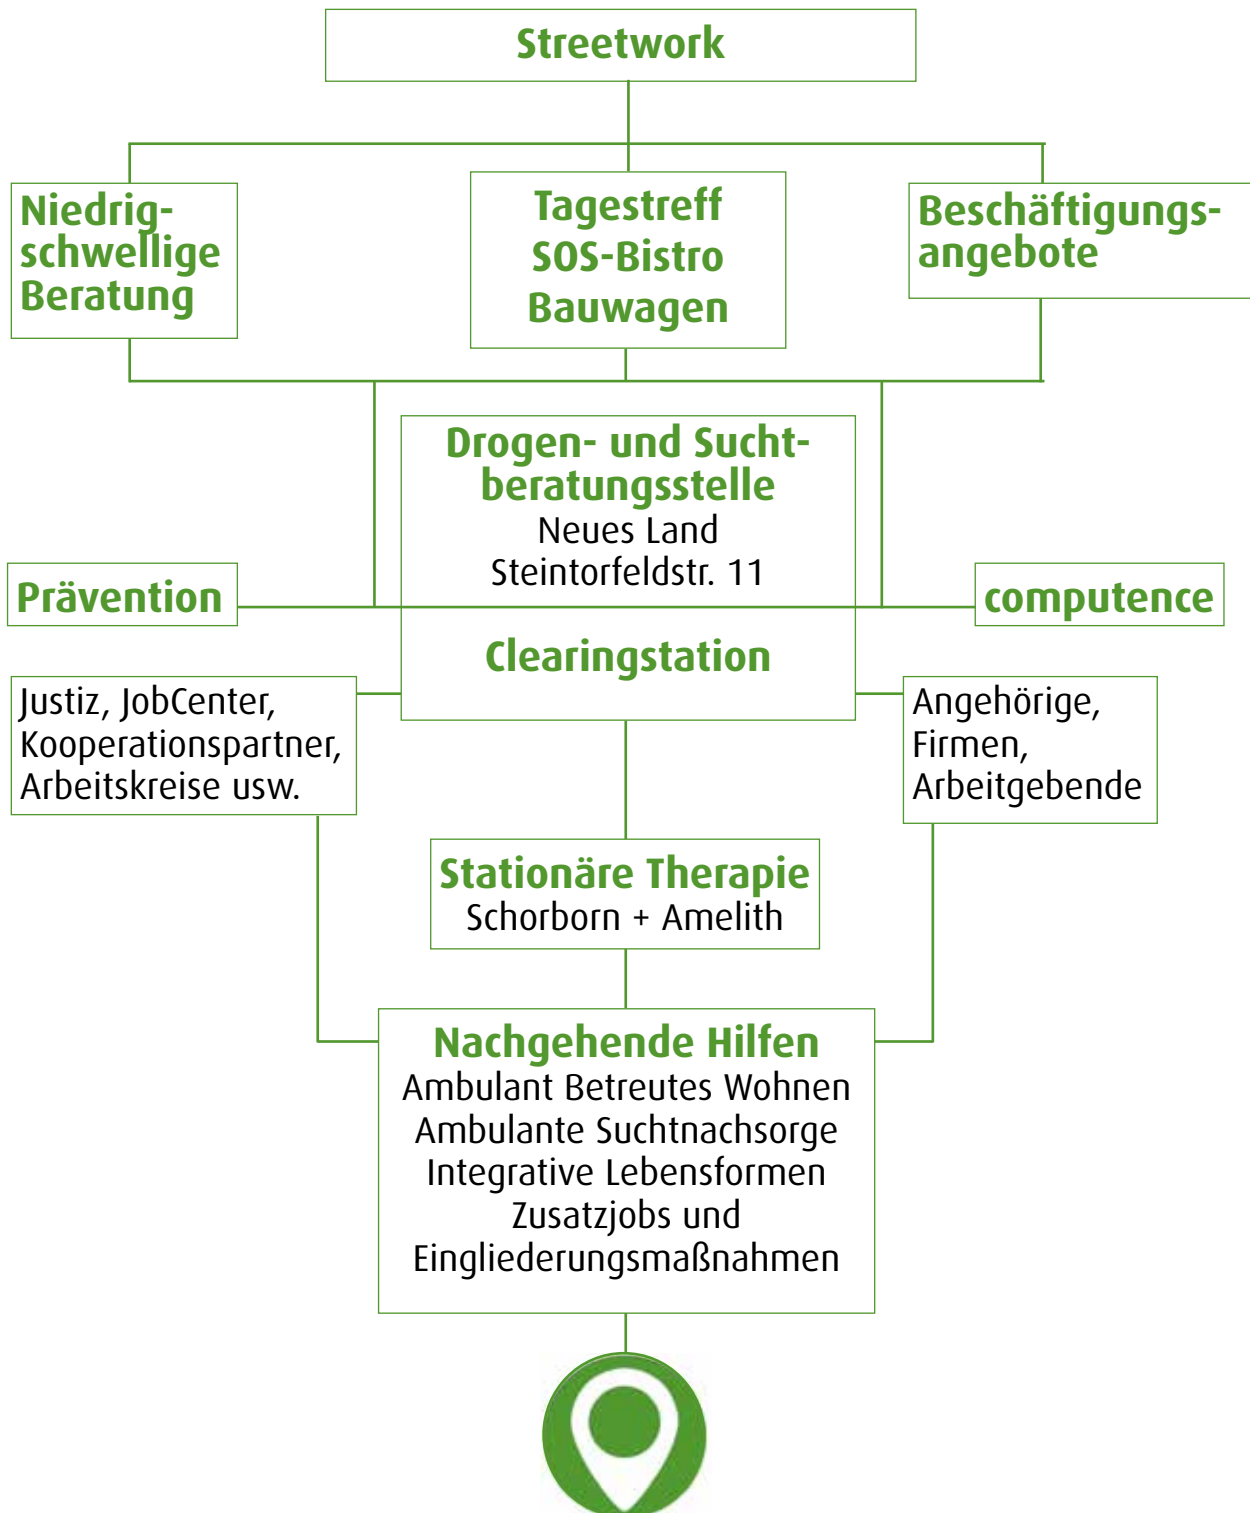 Streetwork
Niedrig-
schwellige
Beratung
Tagestreff
SOS-Bistro
Bauwagen
Beschäftigungs-
angebote
Drogen- und Sucht-
beratungsstelle
Neues Land
Steintorfeldstr. 11
Prävention
computence
Clearingstation
Justiz, JobCenter,
Kooperationspartner,
Arbeitskreise usw.
Angehörige,
Firmen,
Arbeitgebende
Stationäre Therapie
Schorborn + Amelith
Nachgehende Hilfen
Ambulant Betreutes Wohnen
Ambulante Suchtnachsorge
Integrative Lebensformen
Zusatzjobs und
Eingliederungsmaßnahmen